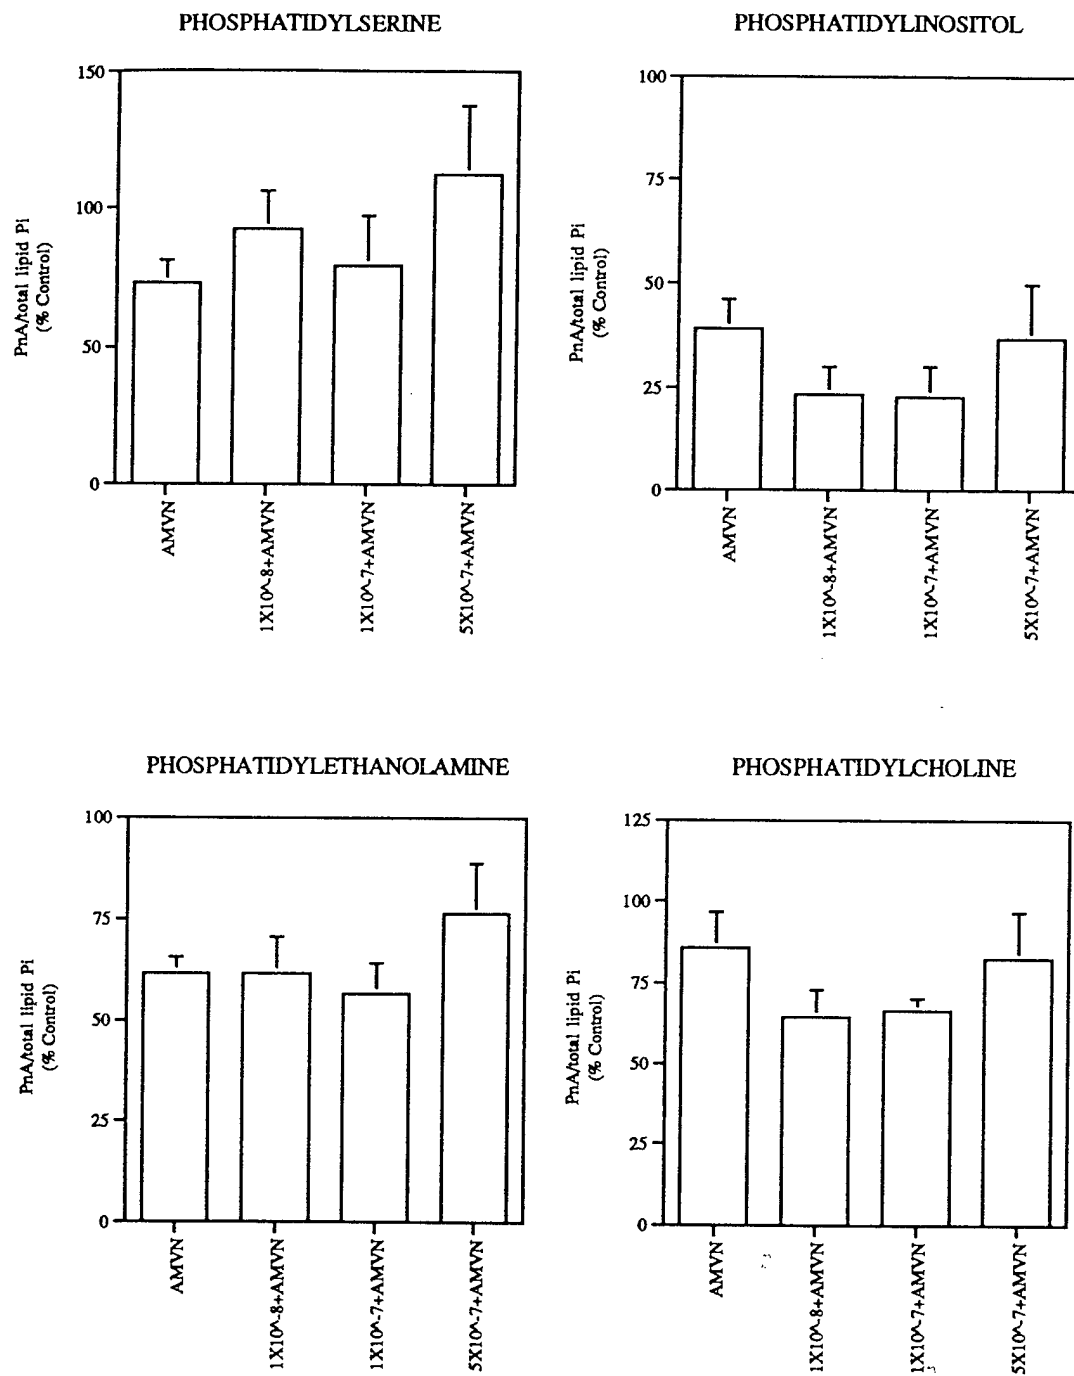 PHOSPHATIDYLSERINE
150
100
50
0
PnA/total lipid Pi
(% Control)
AMVN
1X10^-8+AMVN
1X10^-7+AMVN
5X10^-7+AMVN
PHOSPHATIDYLINOSITOL
100
75
50
25
0
PnA/total lipid Pi
(% Control)
AMVN
1X10^-8+AMVN
1X10^-7+AMVN
5X10^-7+AMVN
PHOSPHATIDYLETHANOLAMINE
100
75
50
25
0
PnA/total lipid Pi
(% Control)
AMVN
1X10^-8+AMVN
1X10^-7+AMVN
5X10^-7+AMVN
PHOSPHATIDYLCHOLINE
125
100
75
50
25
0
PnA/total lipid Pi
(% Control)
AMVN
1X10^-8+AMVN
1X10^-7+AMVN
5X10^-7+AMVN